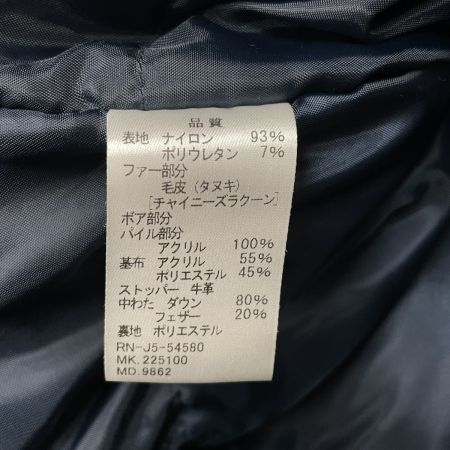 品質
表地 ナイロン 93%
ポリウレタン 7%
ファー部分
毛皮(タヌキ)
[チャイニーズラクーン]
ボア部分
パイル部分
アクリル 100%
基布 アクリル 55%
ポリエステル 45%
ストッパー 牛革
中わた ダウン 80%
フェザー 20%
裏地 ポリエステル
RN-J5-54580
MK.225100
MD.9862